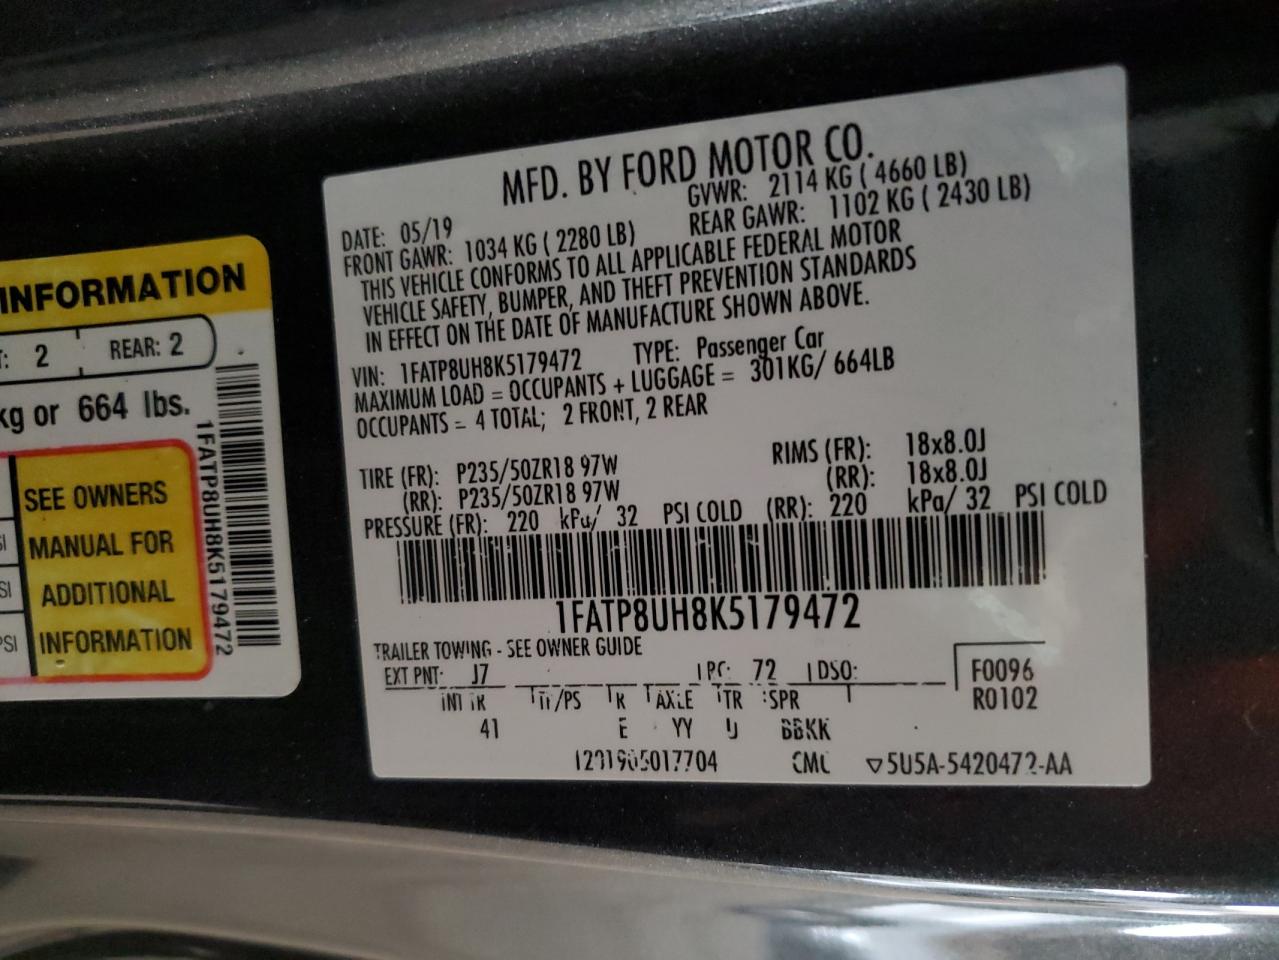 INFORMATION
2 REAR: 2
kg or 664 lbs.
SEE OWNERS
MANUAL FOR
ADDITIONAL
INFORMATION
1FATP8UH8K5179472
MFD. BY FORD MOTOR CO.
DATE: 05/19 GVWR: 2114 KG ( 4660 LB)
FRONT GAWR: 1034 KG ( 2280 LB) REAR GAWR: 1102 KG ( 2430 LB)
THIS VEHICLE CONFORMS TO ALL APPLICABLE FEDERAL MOTOR
VEHICLE SAFETY, BUMPER, AND THEFT PREVENTION STANDARDS
IN EFFECT ON THE DATE OF MANUFACTURE SHOWN ABOVE.
VIN: 1FATP8UH8K5179472 TYPE: Passenger Car
MAXIMUM LOAD = OCCUPANTS + LUGGAGE = 301KG/ 664LB
OCCUPANTS = 4 TOTAL; 2 FRONT, 2 REAR
TIRE (FR): P235/50ZR18 97W RIMS (FR): 18x8.0J
(RR): P235/50ZR18 97W (RR): 18x8.0J
PRESSURE (FR): 220 kPa/ 32 PSI COLD (RR): 220 kPa/ 32 PSI COLD
1FATP8UH8K5179472
TRAILER TOWING - SEE OWNER GUIDE
EXT PNT: J7 RC: 72 DSO: F0096
INT TR TP/PS R AXLE TR SPR R0102
41 E YY U BBKK
5U5A-5420472-AA